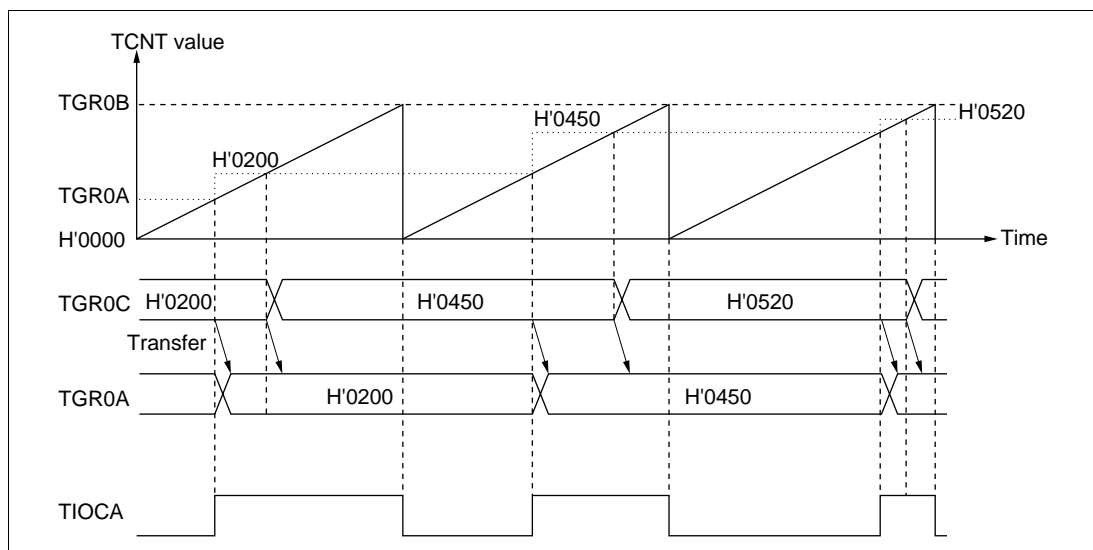 TCNT value
TGR0B
H'0520
H'0450
H'0200
TGR0A
H'0000
Time
TGR0C
H'0200
H'0450
H'0520
Transfer
TGR0A
H'0200
H'0450
TIOCA